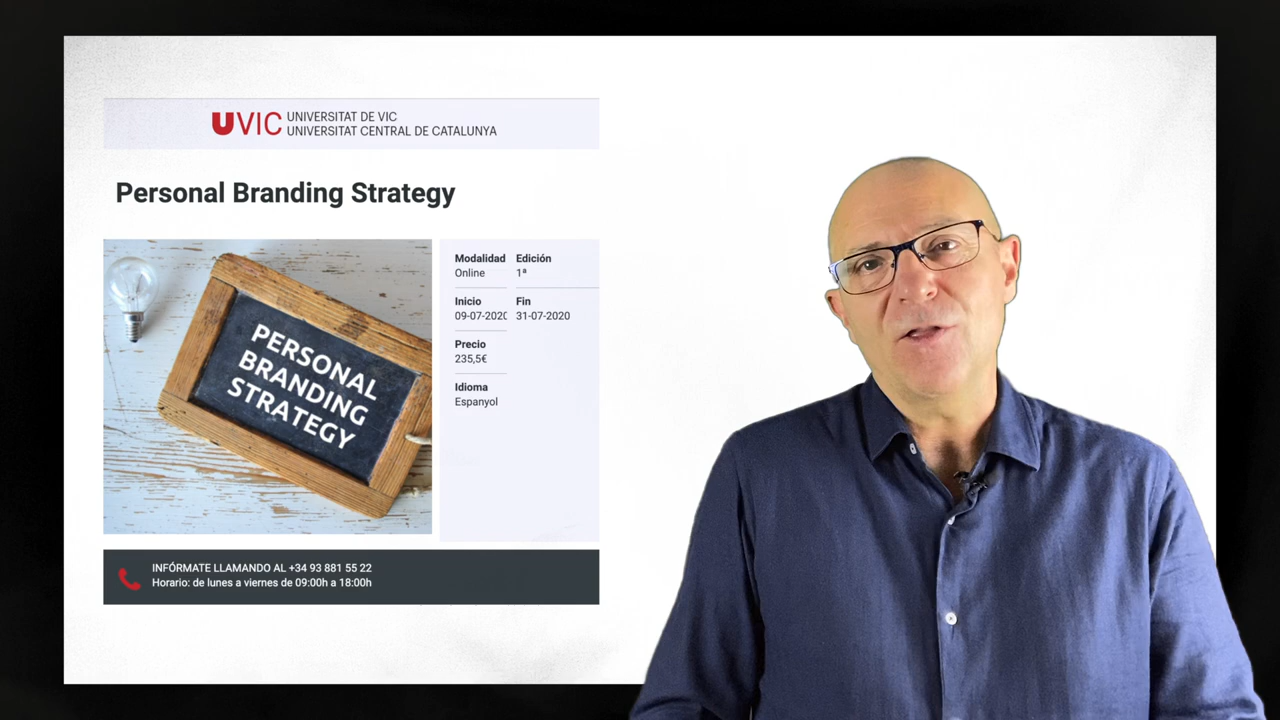 UVIC UNIVERSITAT DE VIC
UNIVERSITAT CENTRAL DE CATALUNYA
Personal Branding Strategy
PERSONAL
BRANDING
STRATEGY
Modalidad Edición
Online 1ª
Inicio Fin
09-07-2020 31-07-2020
Precio
235,5€
Idioma
Espanyol
INFÓRMATE LLAMANDO AL +34 93 881 55 22
Horario: de lunes a viernes de 09:00h a 18:00h